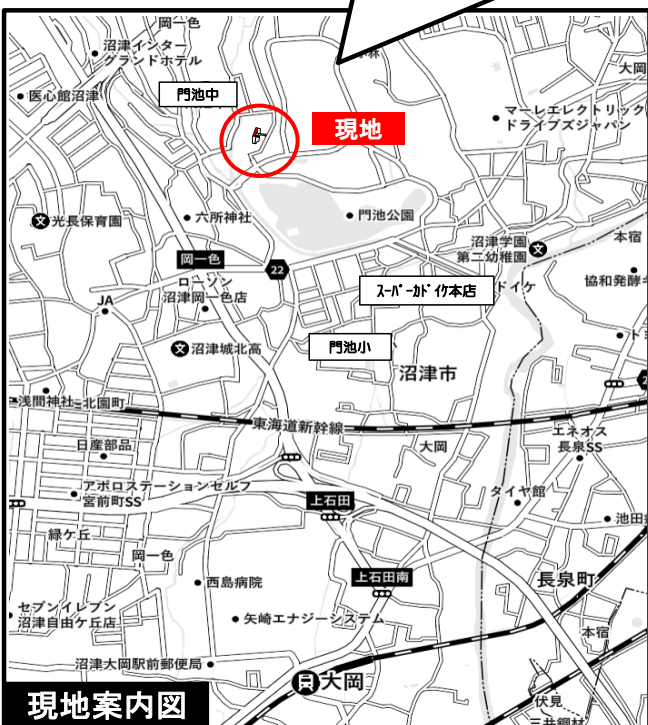 岡一色
沼津インター
グランドホテル
大岡
医心館沼津
門池中
マーレエレクトリック
ドライブズジャパン
現地
光長保育園
六所神社
門池公園
沼津学園
第二幼稚園
本宿
岡一色
22
ローソン
沼津岡一色店
JA
スーパーカドイケ本店
ドイケ
協和発酵キ
沼津城北高
門池小
沼津市
浅間神社
北園町
東海道新幹線
日産部品
大岡
エネオス
長泉SS
アポロステーションセルフ
宮前町SS
上石田
タイヤ館
池田
緑ケ丘
岡一色
西島病院
上石田南
長泉町
セブンイレブン
沼津自由ケ丘店
矢崎エナジーシステム
本宿
沼津大岡駅前郵便局
大岡
現地案内図
伏見
三井鋼材